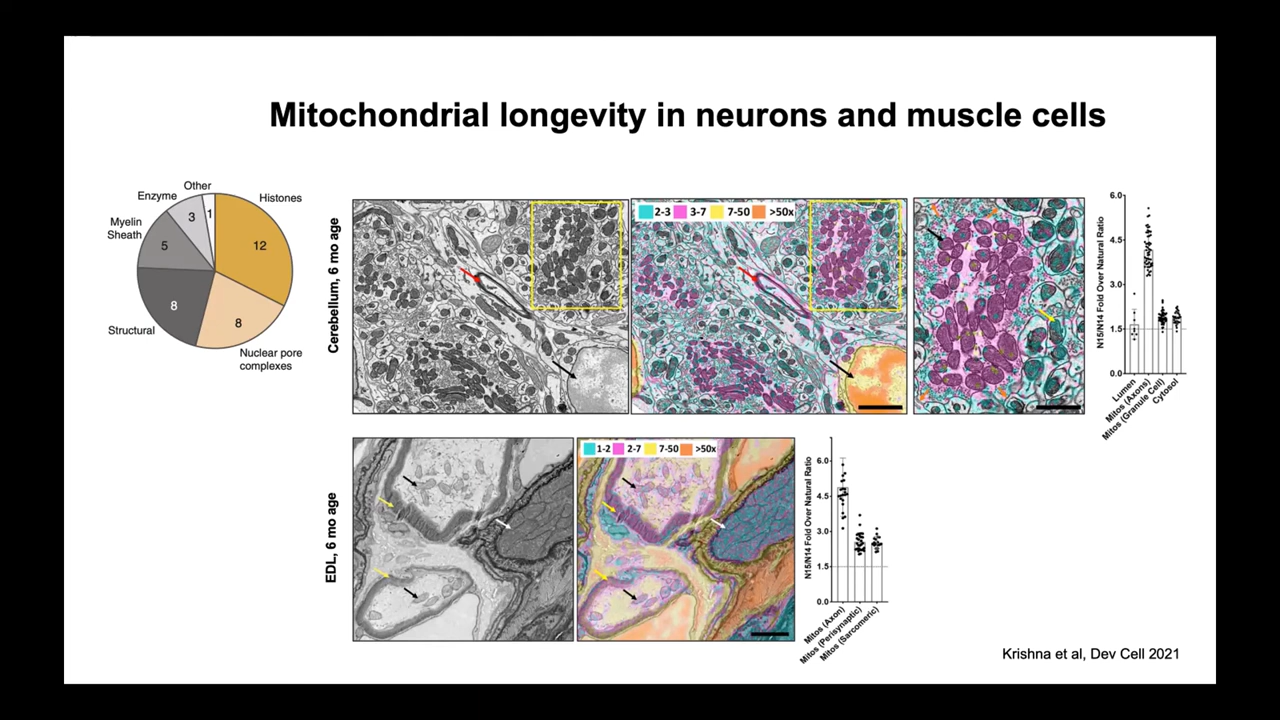 Mitochondrial longevity in neurons and muscle cells
Other
Enzyme
Histones
Myelin
Sheath
3
1
5
12
8
8
Structural
Nuclear pore
complexes
Cerebellum, 6 mo age
2-3 3-7 7-50 >50x
N15/N14 Fold Over Natural Ratio
6.0
4.5
3.0
1.5
0.0
Lumen
Mitos (Axons)
Mitos (Granule Cell)
Cytosol
EDL, 6 mo age
1-2 2-7 7-50 >50x
N15/N14 Fold Over Natural Ratio
6.0
4.5
3.0
1.5
0.0
Mitos (Axon)
Mitos (Perisynaptic)
Mitos (Sarcomeric)
Krishna et al, Dev Cell 2021